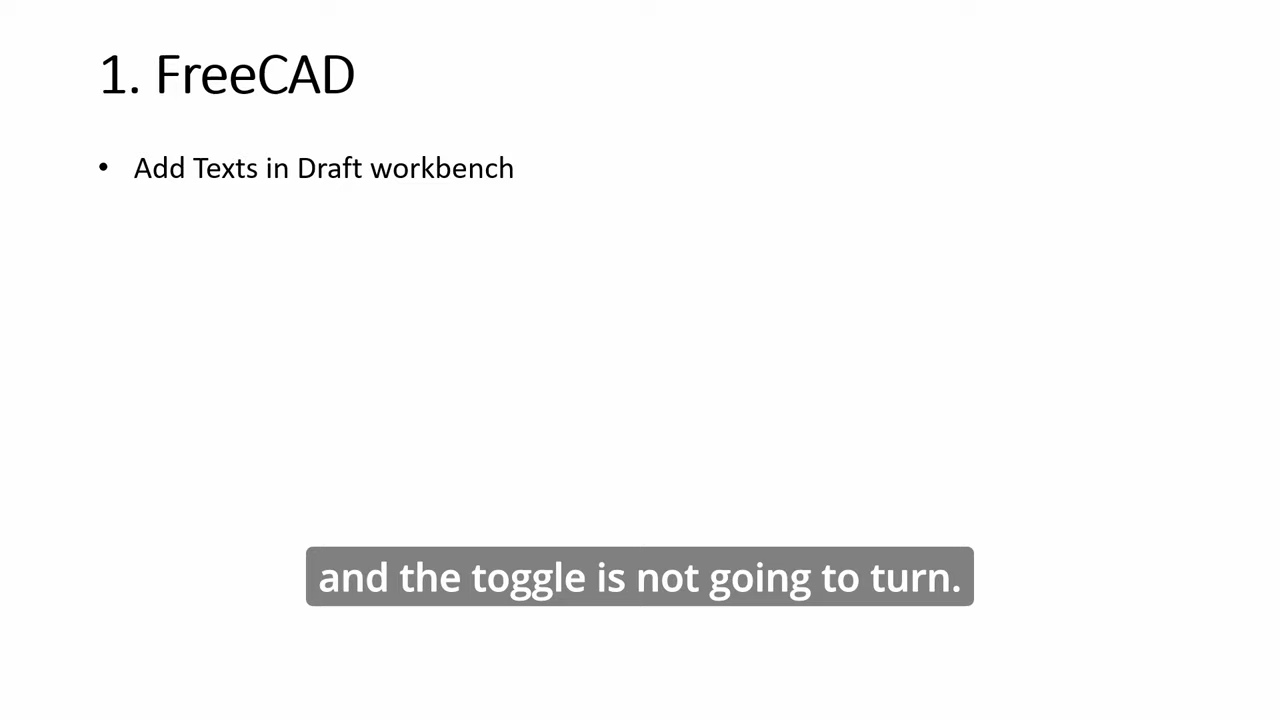 1. FreeCAD
• Add Texts in Draft workbench
and the toggle is not going to turn.